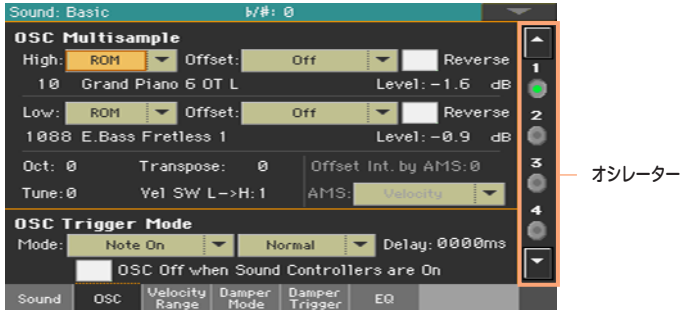 Sound: Basic ♭/#: 0
OSC Multisample
High: ROM Offset: Off Reverse
10 Grand Piano 6 OT L Level: -1.6 dB
Low: ROM Offset: Off Reverse
1088 E.Bass Fretless 1 Level: -0.9 dB
Oct: 0 Transpose: 0 Offset Int. by AMS:0
Tune:0 Vel SW L->H:1 AMS: Velocity
OSC Trigger Mode
Mode: Note On Normal Delay: 0000ms
OSC Off when Sound Controllers are On
Sound OSC Velocity Range Damper Mode Damper Trigger EQ
1
2
3
4
オシレーター